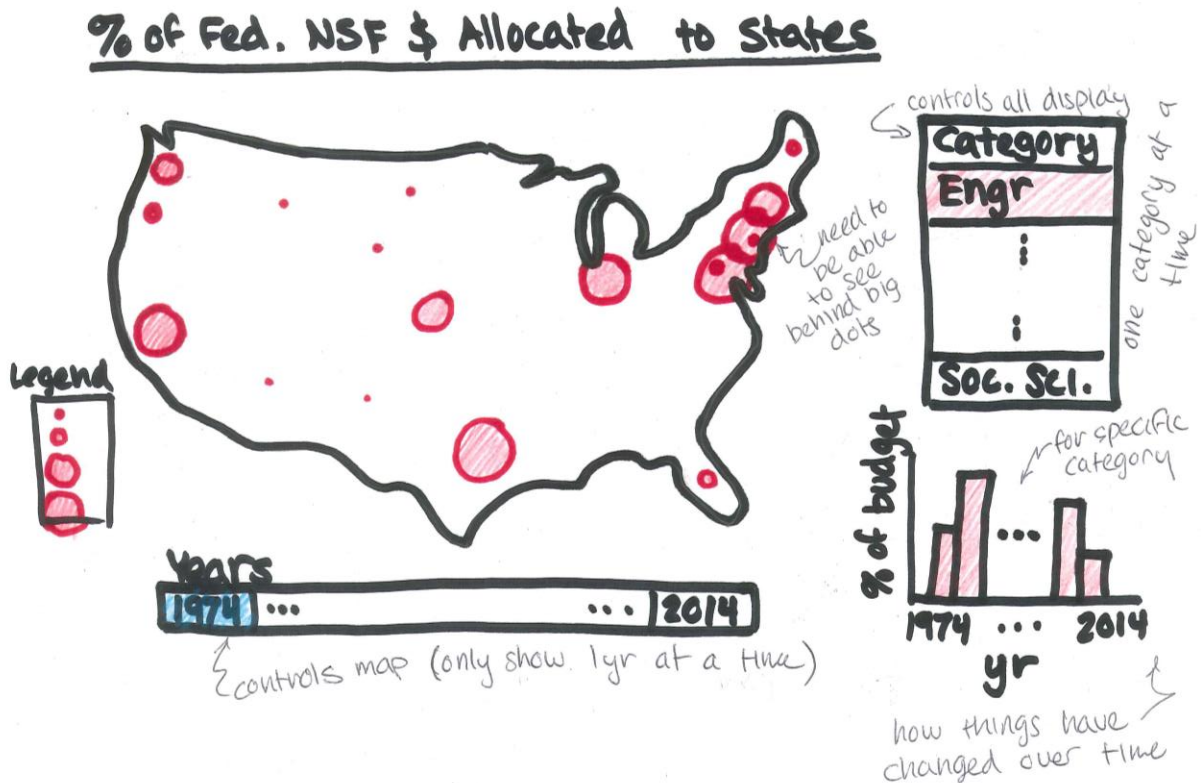 % of Fed. NSF $ Allocated to States
controls all display
Category
Engr
Soc. Sci.
one category at a
time
need to
be able
to see
behind big
dots
Legend
Years
1974 ... ... 2014
controls map (only show 1yr at a time)
for specific
category
% of budget
1974 ... 2014
yr
how things have
changed over time